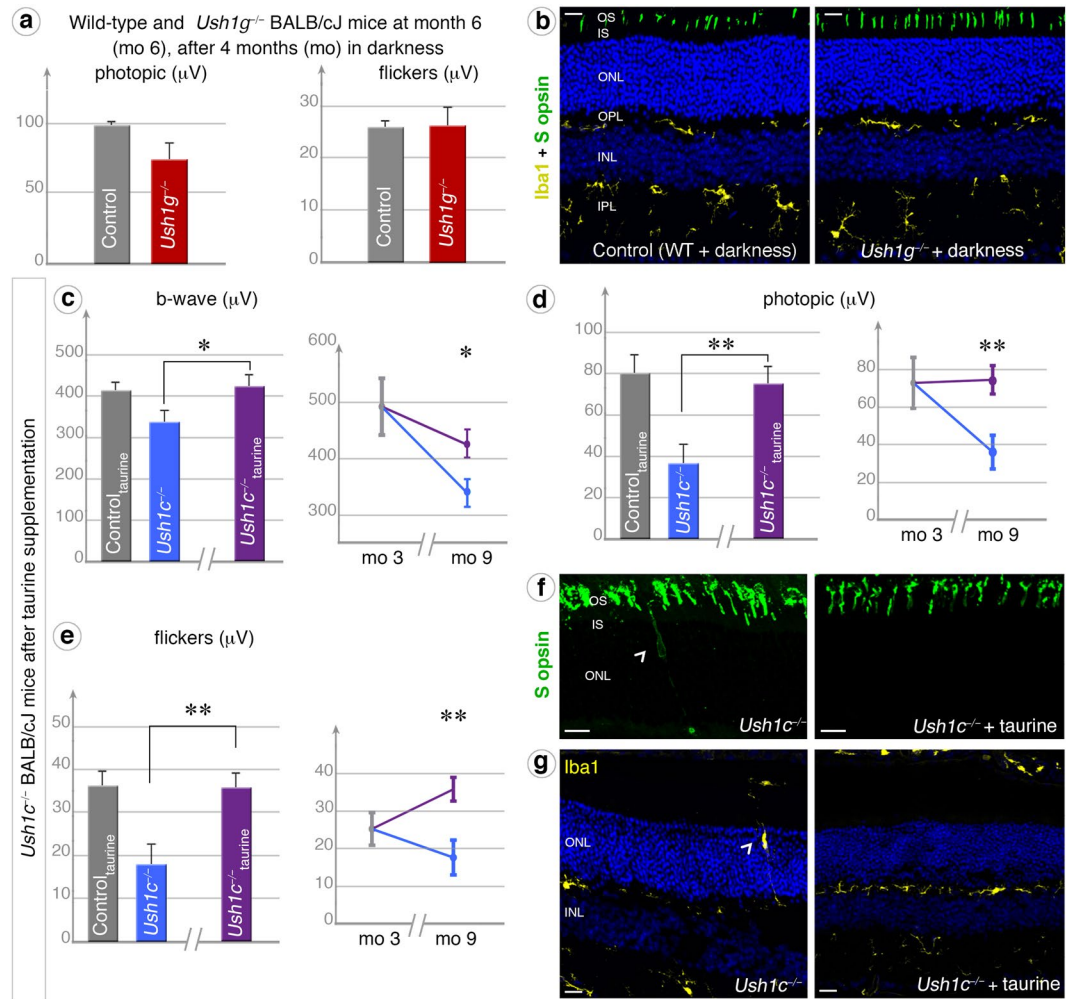 a
Wild-type and Ush1g–/– BALB/cJ mice at month 6
(mo 6), after 4 months (mo) in darkness
photopic (μV)
100
50
0
Control
Ush1g–/–
flickers (μV)
30
20
10
0
Control
Ush1g–/–
b
Iba1 + S opsin
OS
IS
ONL
OPL
INL
IPL
Control (WT + darkness)
Ush1g–/– + darkness
Ush1c–/– BALB/cJ mice after taurine supplementation
c
b-wave (μV)
500
400
300
200
100
0
Control taurine
Ush1c–/–
Ush1c–/– taurine
*
600
500
400
300
*
mo 3
mo 9
d
photopic (μV)
100
80
60
40
20
0
Control taurine
Ush1c–/–
Ush1c–/– taurine
**
80
60
40
20
0
**
mo 3
mo 9
e
flickers (μV)
50
40
30
20
10
0
Control taurine
Ush1c–/–
Ush1c–/– taurine
**
40
30
20
10
0
**
mo 3
mo 9
f
S opsin
OS
IS
ONL
Ush1c–/–
Ush1c–/– + taurine
g
Iba1
ONL
INL
Ush1c–/–
Ush1c–/– + taurine